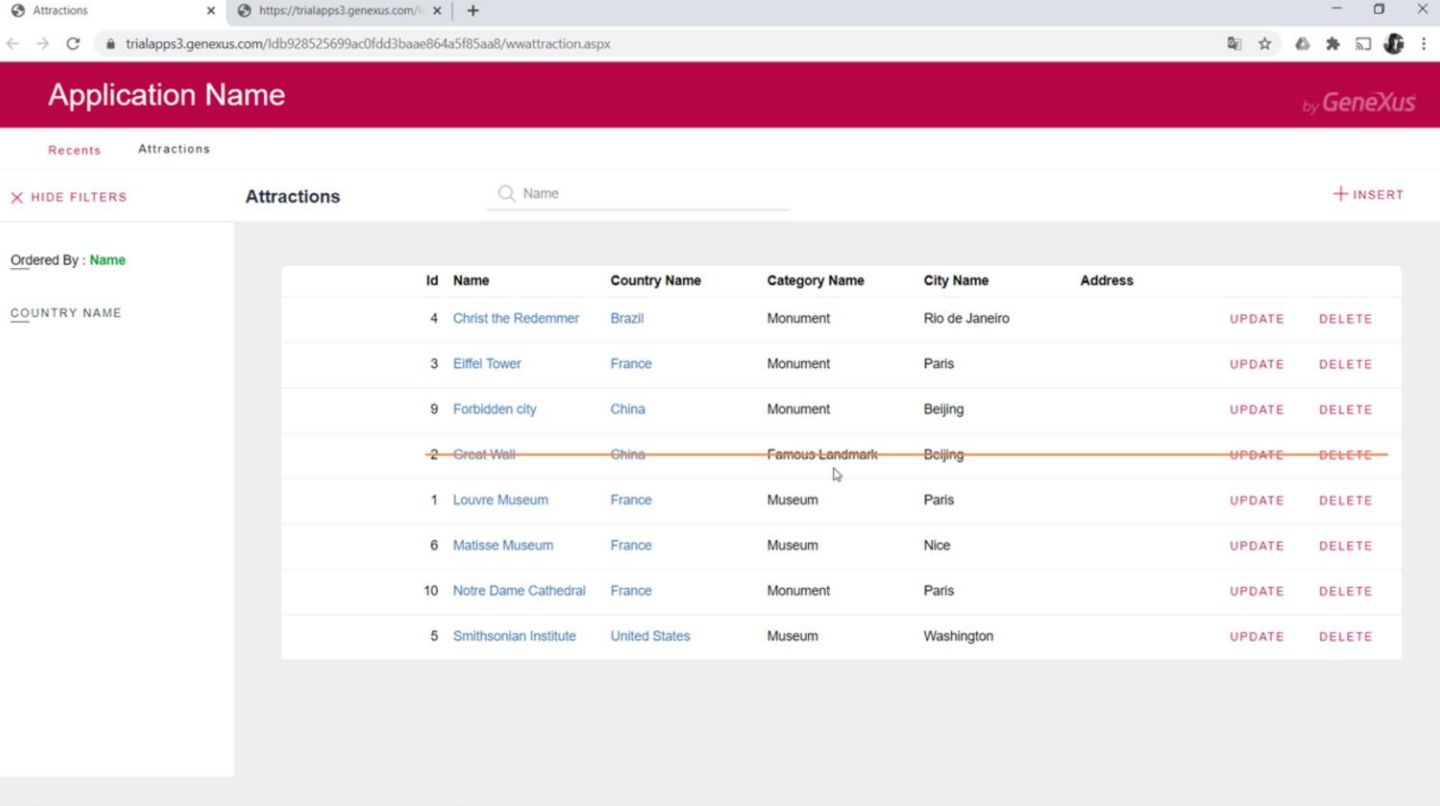 Attractions
https://trialapps3.genexus.com/
trialapps3.genexus.com/Idb928525699ac0fdd3baae864a5f85aa8/wwattraction.aspx
Application Name
by GeneXus
Recents Attractions
HIDE FILTERS Attractions Name INSERT
Ordered By : Name
COUNTRY NAME
Id Name Country Name Category Name City Name Address
4 Christ the Redemmer Brazil Monument Rio de Janeiro UPDATE DELETE
3 Eiffel Tower France Monument Paris UPDATE DELETE
9 Forbidden city China Monument Beijing UPDATE DELETE
2 Great Wall China Famous Landmark Beijing UPDATE DELETE
1 Louvre Museum France Museum Paris UPDATE DELETE
6 Matisse Museum France Museum Nice UPDATE DELETE
10 Notre Dame Cathedral France Monument Paris UPDATE DELETE
5 Smithsonian Institute United States Museum Washington UPDATE DELETE